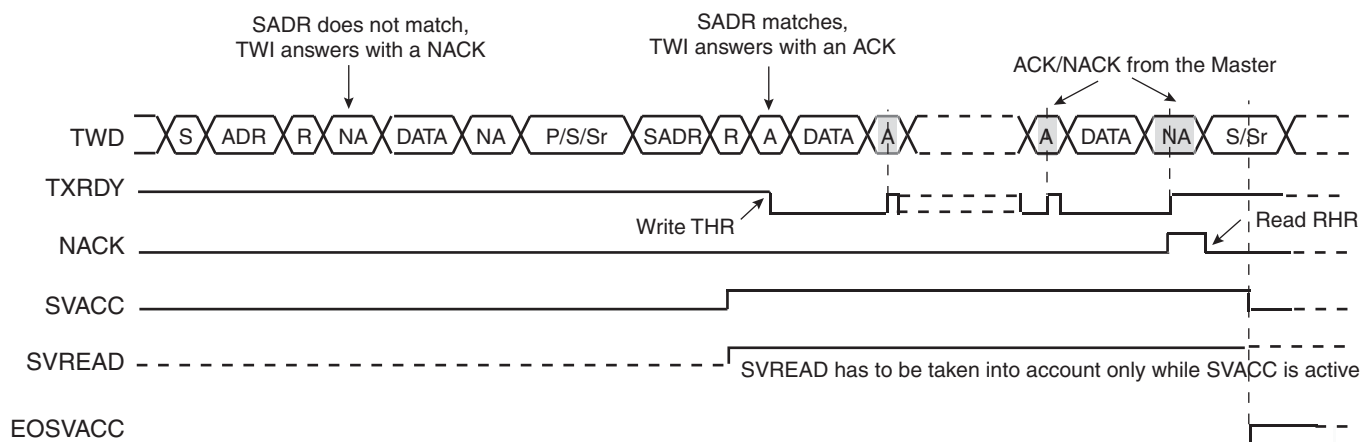 SADR does not match,
TWI answers with a NACK
SADR matches,
TWI answers with an ACK
ACK/NACK from the Master
TWD S ADR R NA DATA NA P/S/Sr SADR R A DATA A A DATA NA S/Sr
TXRDY
Write THR
Read RHR
NACK
SVACC
SVREAD
SVREAD has to be taken into account only while SVACC is active
EOSVACC